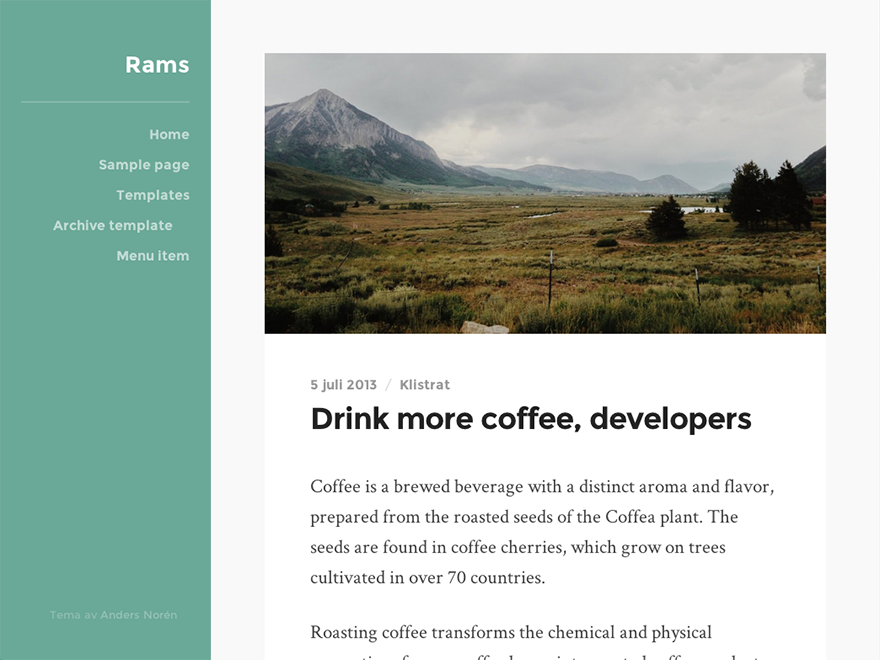 Rams
Home
Sample page
Templates
Archive template
Menu item
Tema av Anders Norén
5 juli 2013 / Klistrat
Drink more coffee, developers
Coffee is a brewed beverage with a distinct aroma and flavor,
prepared from the roasted seeds of the Coffea plant. The
seeds are found in coffee cherries, which grow on trees
cultivated in over 70 countries.
Roasting coffee transforms the chemical and physical